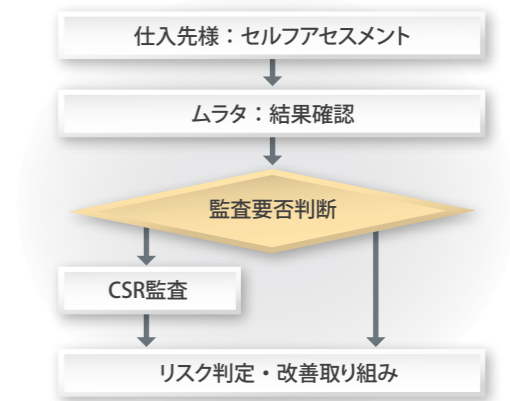 仕入先様：セルフアセスメント
ムラタ：結果確認
監査要否判断
CSR監査
リスク判定・改善取り組み